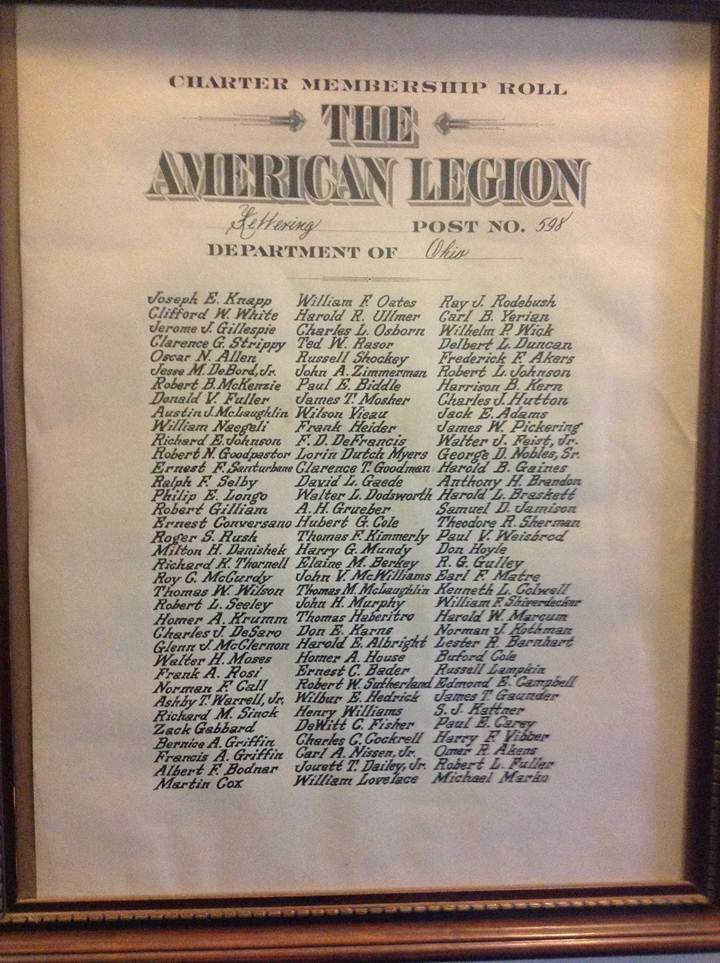 CHARTER MEMBERSHIP ROLL
THE
AMERICAN LEGION
Kettering POST NO. 598
DEPARTMENT OF Ohio
Joseph E. Knapp William F. Oates Ray J. Rodebush
Clifford W. White Harold R. Ullmer Carl B. Yerian
Jerome J. Gillespie Charles L. Osborn Wilhelm P. Wick
Clarence G. Strippy Ted W. Rasor Delbert L. Duncan
Oscar N. Allen Russell Shockey Frederick F. Akers
Jesse M. DeBord, Jr. John A. Zimmerman Robert L. Johnson
Robert B. McKenzie Paul E. Biddle Harrison B. Kern
Donald V. Fuller James T. Mosher Charles J. Hutton
Austin J. McLaughlin Wilson Vieau Jack E. Adams
William Naegeli Frank Heider James W. Pickering
Richard E. Johnson F. D. DeFrancis Walter J. Feist, Jr.
Robert N. Goodpastor Lorin Dutch Myers George D. Nobles, Sr.
Ernest F. Santurbane Clarence T. Goodman Harold B. Gaines
Ralph F. Selby David L. Gaede Anthony H. Brandon
Philip E. Longo Walter L. Dodsworth Harold L. Braskett
Robert Gilliam A. H. Grueber Samuel D. Jamison
Ernest Conversano Hubert G. Cole Theodore R. Sherman
Roger S. Rush Thomas F. Kimmerly Paul V. Weisbrod
Milton H. Danishek Harry G. Mundy Don Hoyle
Richard K. Thornell Elaine M. Berkey R. G. Gulley
Roy C. McCurdy John V. McWilliams Earl F. Matre
Thomas W. Wilson Thomas M. McLaughlin Kenneth L. Colwell
Robert L. Seeley John H. Murphy William F. Shiverdecker
Homer A. Krumm Thomas Haberitro Harold W. Marcum
Charles J. DeSaro Don E. Karns Norman J. Rothman
Glenn J. McClernon Harold E. Albright Lester R. Barnhart
Walter H. Moses Homer A. House Buford Cole
Frank A. Rosi Ernest C. Bader Russell Lampkin
Norman F. Call Robert W. Sutherland Edmond E. Campbell
Ashby T. Warrell, Jr. Wilbur E. Hedrick James T. Gaunder
Richard M. Sinck Henry Williams S. J. Kattner
Zack Gabbard DeWitt C. Fisher Paul E. Carey
Bernice A. Griffin Charles C. Cockrell Harry F. Vibber
Francis A. Griffin Carl A. Nissen, Jr. Omer R. Akens
Albert F. Bodnar Jouett T. Dailey, Jr. Robert L. Fuller
Martin Cox William Lovelace Michael Marko